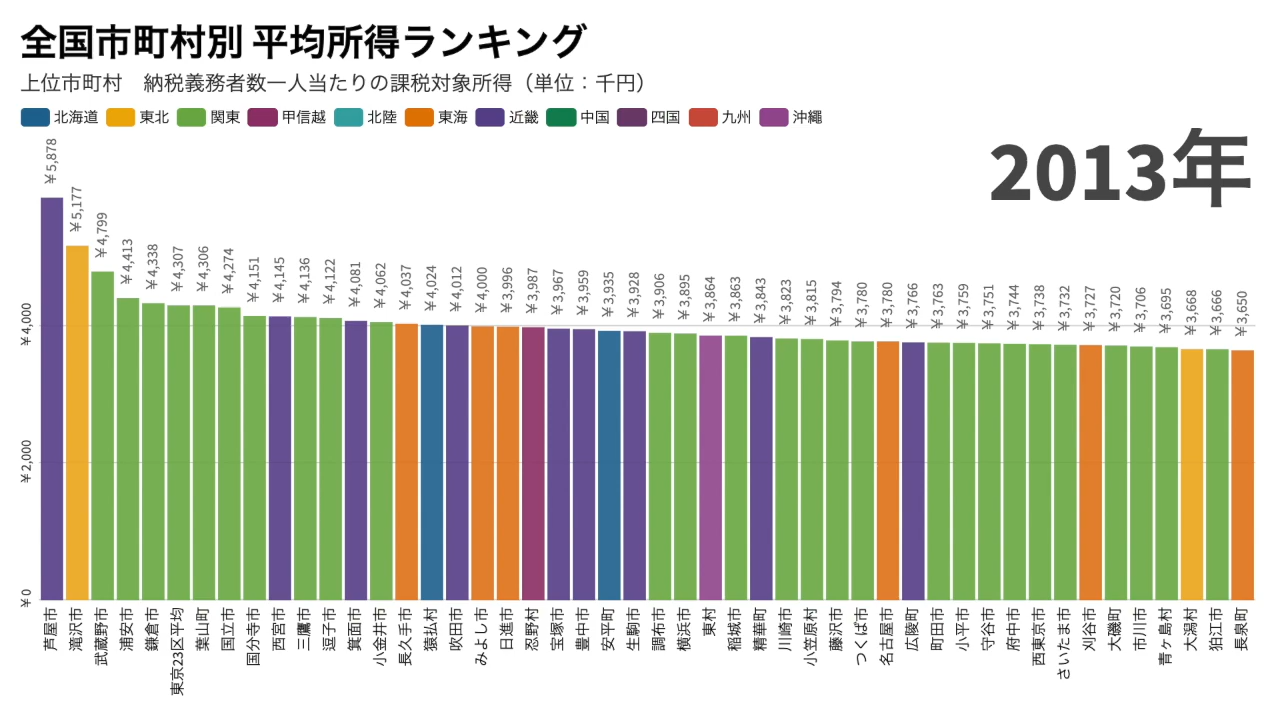 全国市町村別 平均所得ランキング
上位市町村　納税義務者数一人当たりの課税対象所得（単位：千円）
北海道 東北 関東 甲信越 北陸 東海 近畿 中国 四国 九州 沖縄
2013年
￥5,878
￥5,177
￥4,799
￥4,413
￥4,338
￥4,307
￥4,306
￥4,274
￥4,151
￥4,145
￥4,136
￥4,122
￥4,081
￥4,062
￥4,037
￥4,024
￥4,012
￥4,000
￥3,996
￥3,987
￥3,967
￥3,959
￥3,935
￥3,928
￥3,906
￥3,895
￥3,864
￥3,863
￥3,843
￥3,823
￥3,815
￥3,794
￥3,780
￥3,780
￥3,766
￥3,763
￥3,759
￥3,751
￥3,744
￥3,738
￥3,732
￥3,727
￥3,720
￥3,706
￥3,695
￥3,668
￥3,666
￥3,650
￥4,000
￥2,000
￥0
芦屋市
滝沢市
武蔵野市
浦安市
鎌倉市
東京23区平均
葉山町
国立市
国分寺市
西宮市
三鷹市
逗子市
箕面市
小金井市
長久手市
猿払村
吹田市
みよし市
日進市
忍野村
宝塚市
豊中市
安平町
生駒市
調布市
横浜市
東村
稲城市
精華町
川崎市
小笠原村
藤沢市
つくば市
名古屋市
広陵町
町田市
小平市
守谷市
府中市
西東京市
さいたま市
刈谷市
大磯町
市川市
青ヶ島村
大潟村
狛江市
長泉町